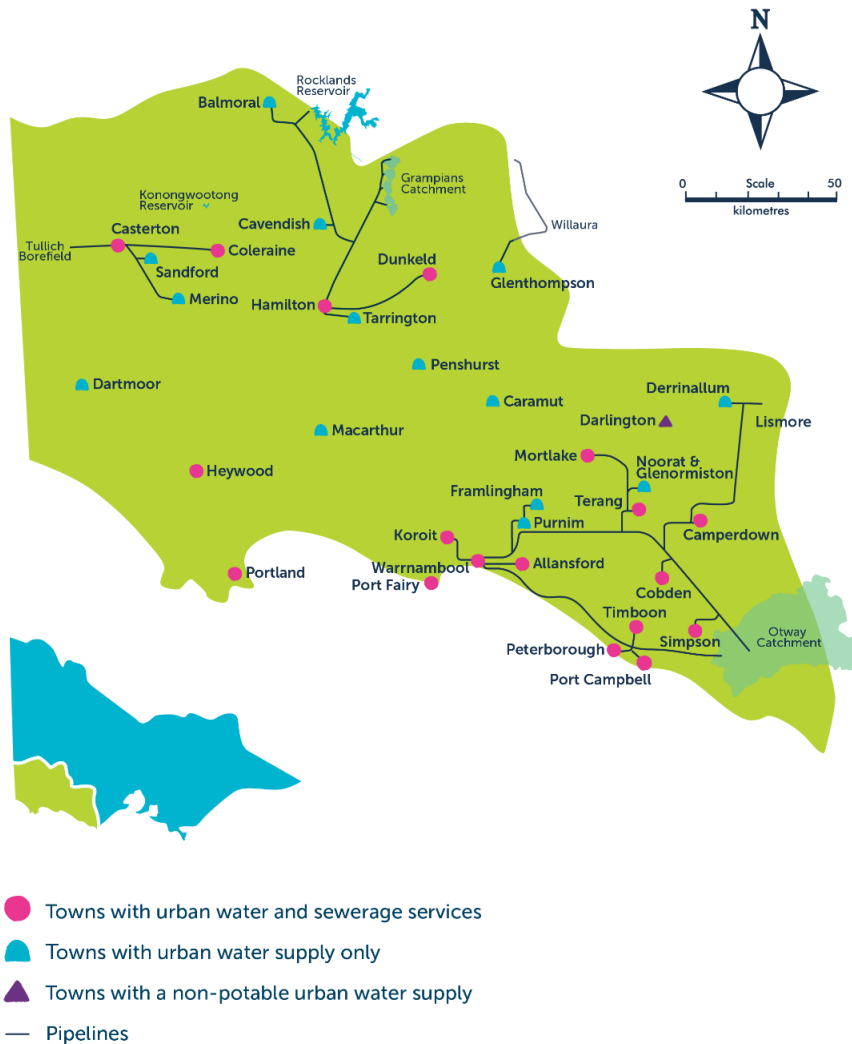 N
Rocklands
Reservoir
Balmoral
Grampians
Catchment
0 Scale 50
kilometres
Konongwootong
Reservoir
Cavendish
Willaura
Casterton
Tullich
Borefield
Coleraine
Sandford
Dunkeld
Glenthompson
Merino
Hamilton
Tarrington
Penshurst
Dartmoor
Derrinallum
Caramut
Lismore
Darlington
Macarthur
Mortlake
Noorat &
Glenormiston
Heywood
Framlingham
Terang
Purnim
Koroit
Camperdown
Allansford
Warrnambool
Portland
Port Fairy
Cobden
Timboon
Otway
Catchment
Simpson
Peterborough
Port Campbell
Towns with urban water and sewerage services
Towns with urban water supply only
Towns with a non-potable urban water supply
Pipelines